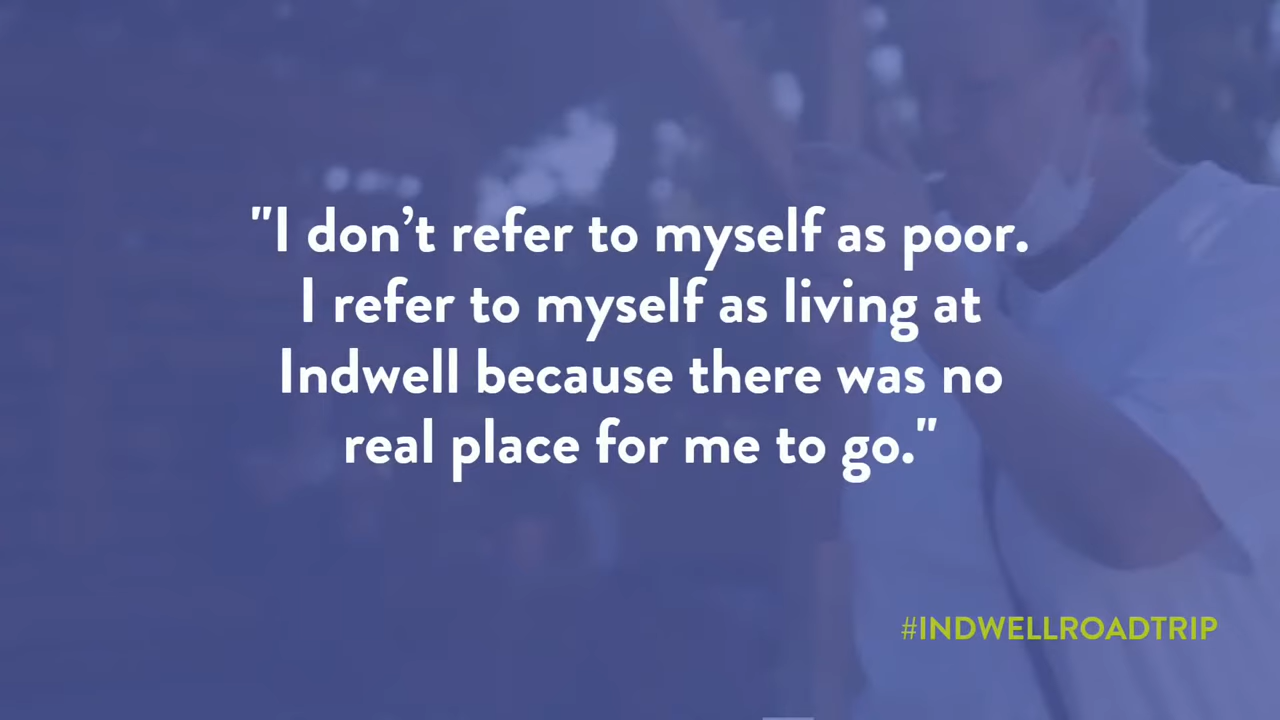 "I don’t refer to myself as poor.
I refer to myself as living at
Indwell because there was no
real place for me to go."
#INDWELLROADTRIP